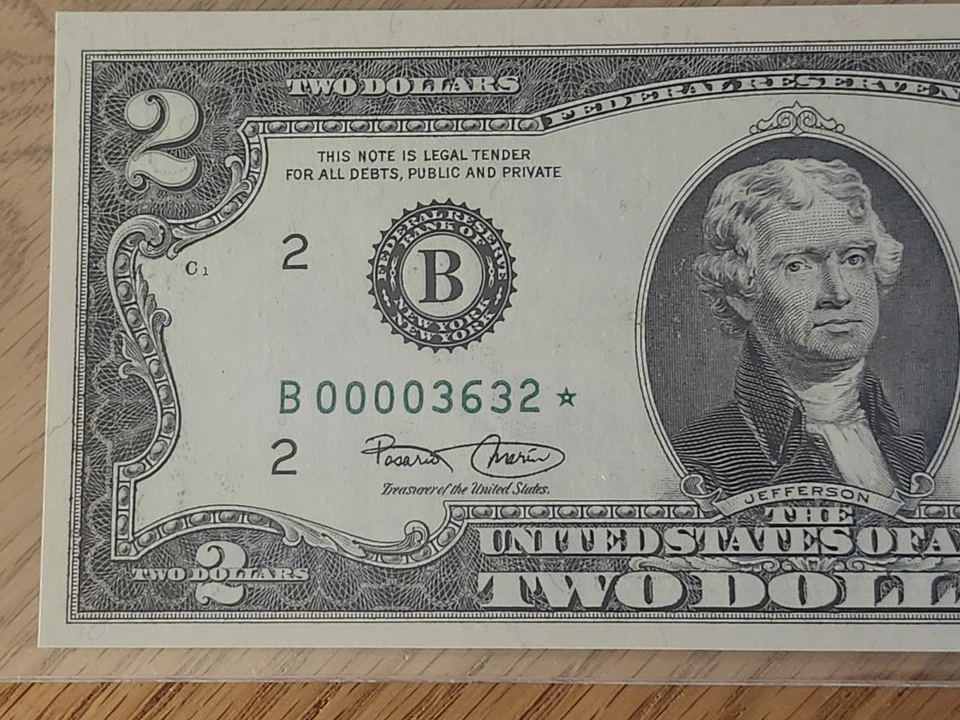 TWO DOLLARS
FEDERAL RESERVE N
2
THIS NOTE IS LEGAL TENDER
FOR ALL DEBTS, PUBLIC AND PRIVATE
C1
2
FEDERAL RESERVE
BANK OF
B
NEW YORK
NEW YORK
B 00003632 ☆
2
Rosario Marin
Treasurer of the United States.
JEFFERSON
THE
UNITED STATES OF A
2
TWO DOLLARS
TWO DOLL